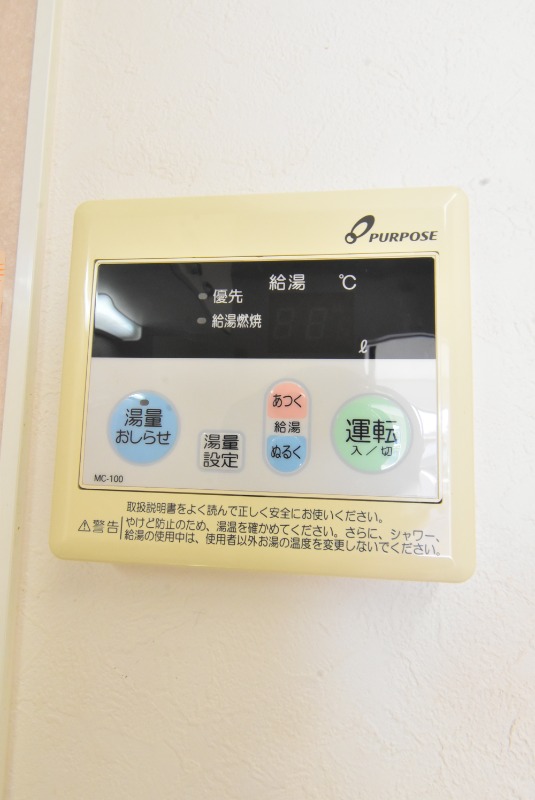 PURPOSE
給湯 ℃
優先
給湯燃焼
ℓ
湯量
おしらせ
湯量
設定
あつく
給湯
ぬるく
運転
入／切
MC-100
取扱説明書をよく読んで正しく安全にお使いください。
⚠警告 やけど防止のため、湯温を確かめてください。さらに、シャワー、
給湯の使用中は、使用者以外お湯の温度を変更しないでください。